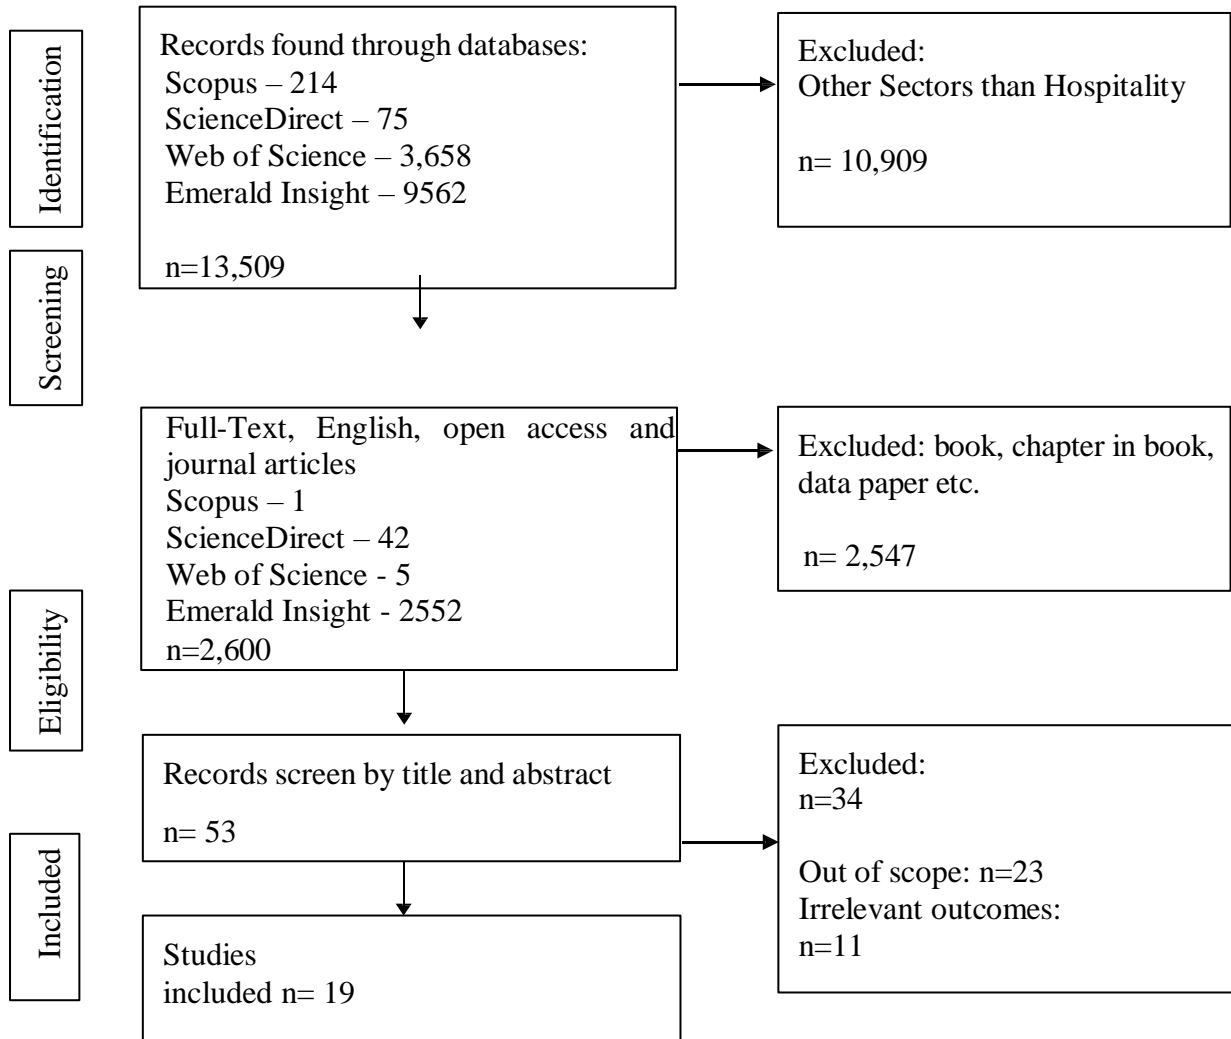 Identification
Records found through databases:
Scopus – 214
ScienceDirect – 75
Web of Science – 3,658
Emerald Insight – 9562
n=13,509
Excluded:
Other Sectors than Hospitality
n= 10,909
Screening
Full-Text, English, open access and
journal articles
Scopus – 1
ScienceDirect – 42
Web of Science - 5
Emerald Insight - 2552
n=2,600
Excluded: book, chapter in book,
data paper etc.
n= 2,547
Eligibility
Records screen by title and abstract
n= 53
Excluded:
n=34
Out of scope: n=23
Irrelevant outcomes:
n=11
Included
Studies
included n= 19